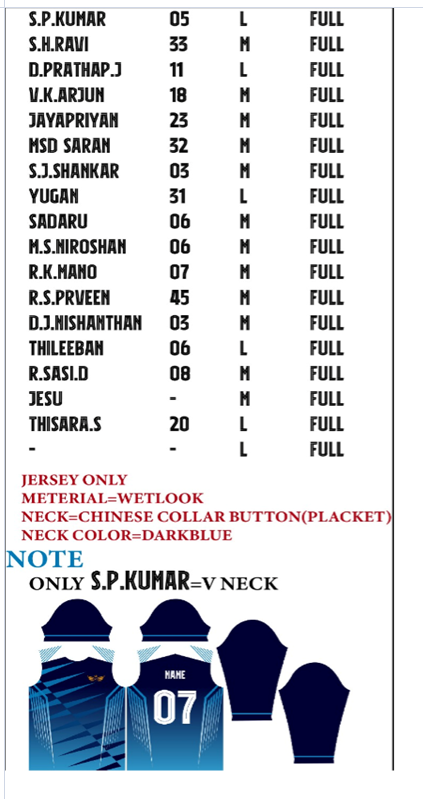 S.P.KUMAR 05 L FULL
S.H.RAVI 33 M FULL
D.PRATHAP.J 11 L FULL
V.K.ARJUN 18 M FULL
JAYAPRIYAN 23 M FULL
MSD SARAN 32 M FULL
S.J.SHANKAR 03 M FULL
YUGAN 31 L FULL
SADARU 06 M FULL
M.S.NIROSHAN 06 M FULL
R.K.MANO 07 M FULL
R.S.PRVEEN 45 M FULL
D.J.NISHANTHAN 03 M FULL
THILEEBAN 06 L FULL
R.SASI.D 08 M FULL
JESU - M FULL
THISARA.S 20 L FULL
- - L FULL
JERSEY ONLY
METERIAL=WETLOOK
NECK=CHINESE COLLAR BUTTON(PLACKET)
NECK COLOR=DARKBLUE
NOTE
ONLY S.P.KUMAR=V NECK
NAME
07